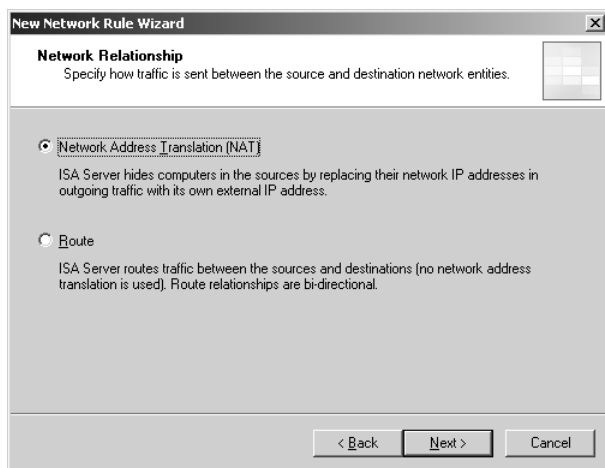 New Network Rule Wizard
Network Relationship
Specify how traffic is sent between the source and destination network entities.
Network Address Translation (NAT)
ISA Server hides computers in the sources by replacing their network IP addresses in
outgoing traffic with its own external IP address.
Route
ISA Server routes traffic between the sources and destinations (no network address
translation is used). Route relationships are bi-directional.
< Back
Next >
Cancel